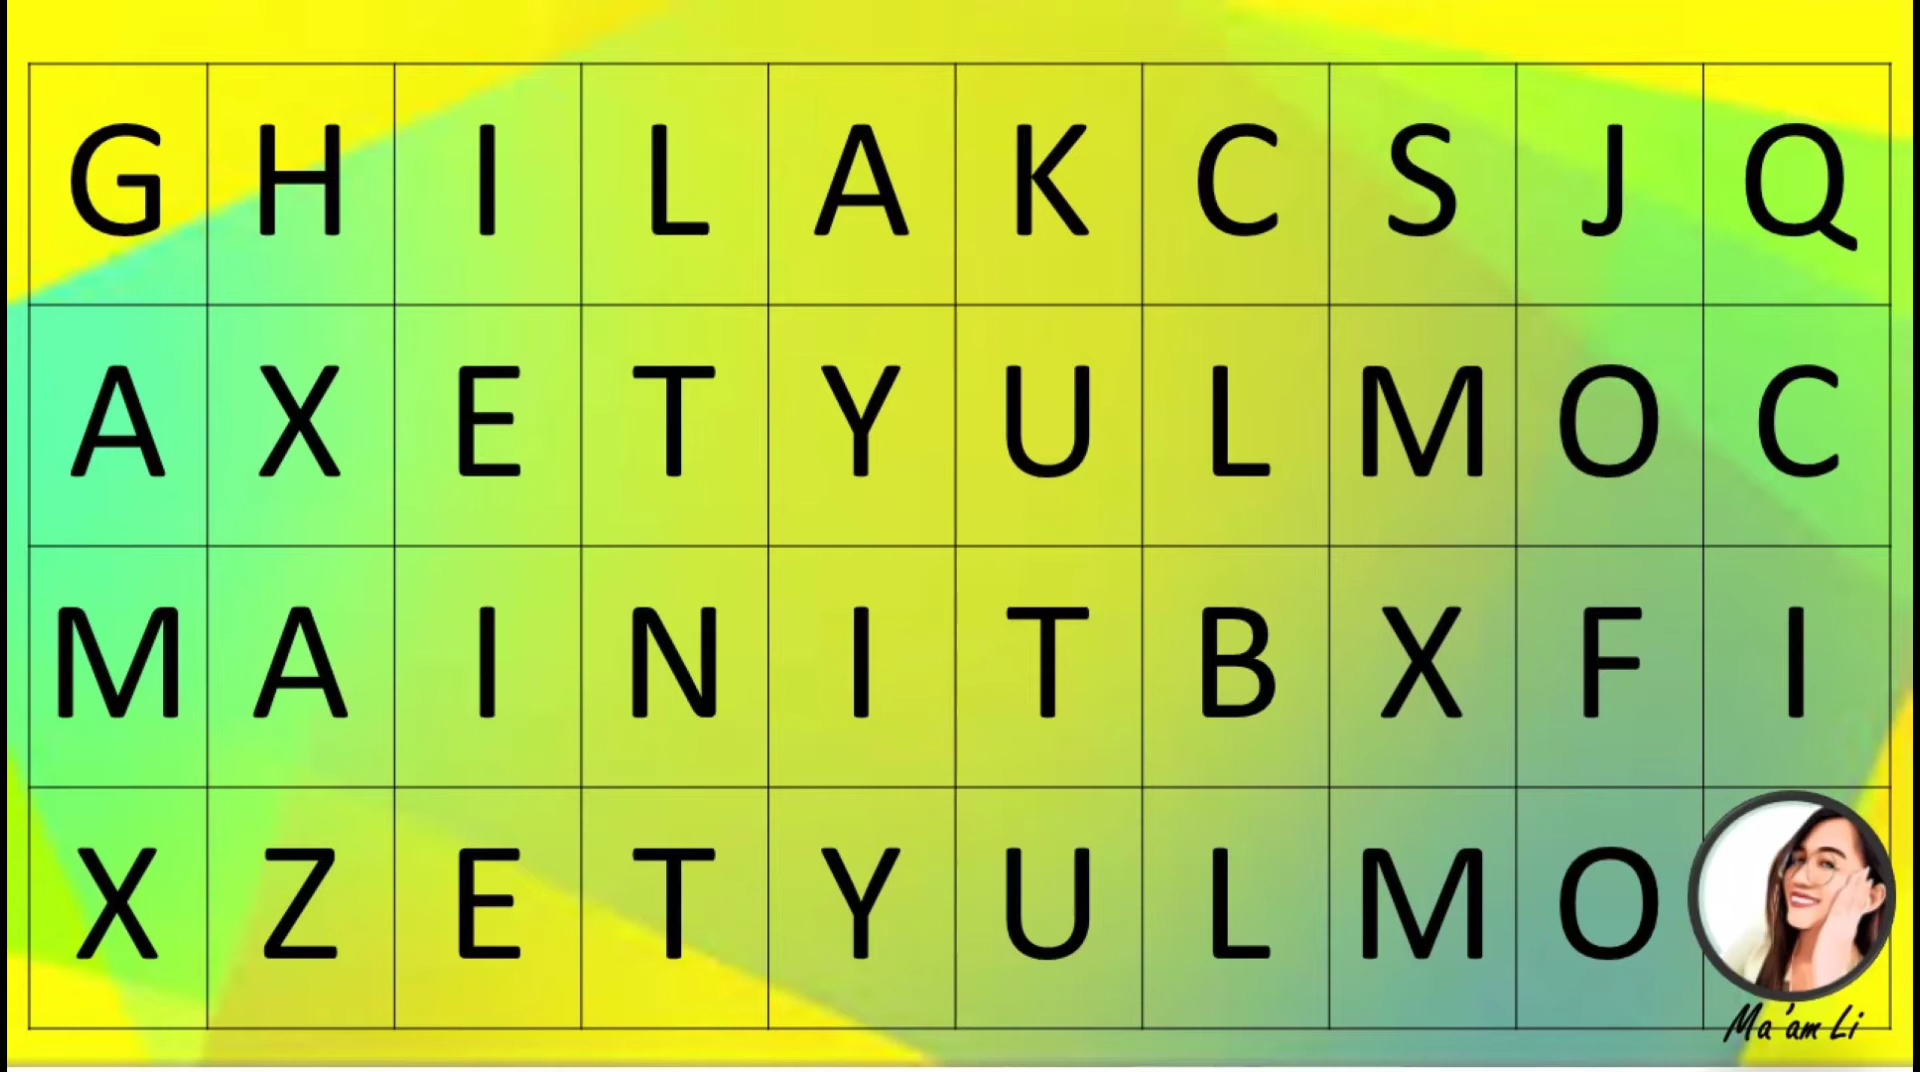 G H I L A K C S J Q
A X E T Y U L M O C
M A I N I T B X F I
X Z E T Y U L M O
Ma'am Li